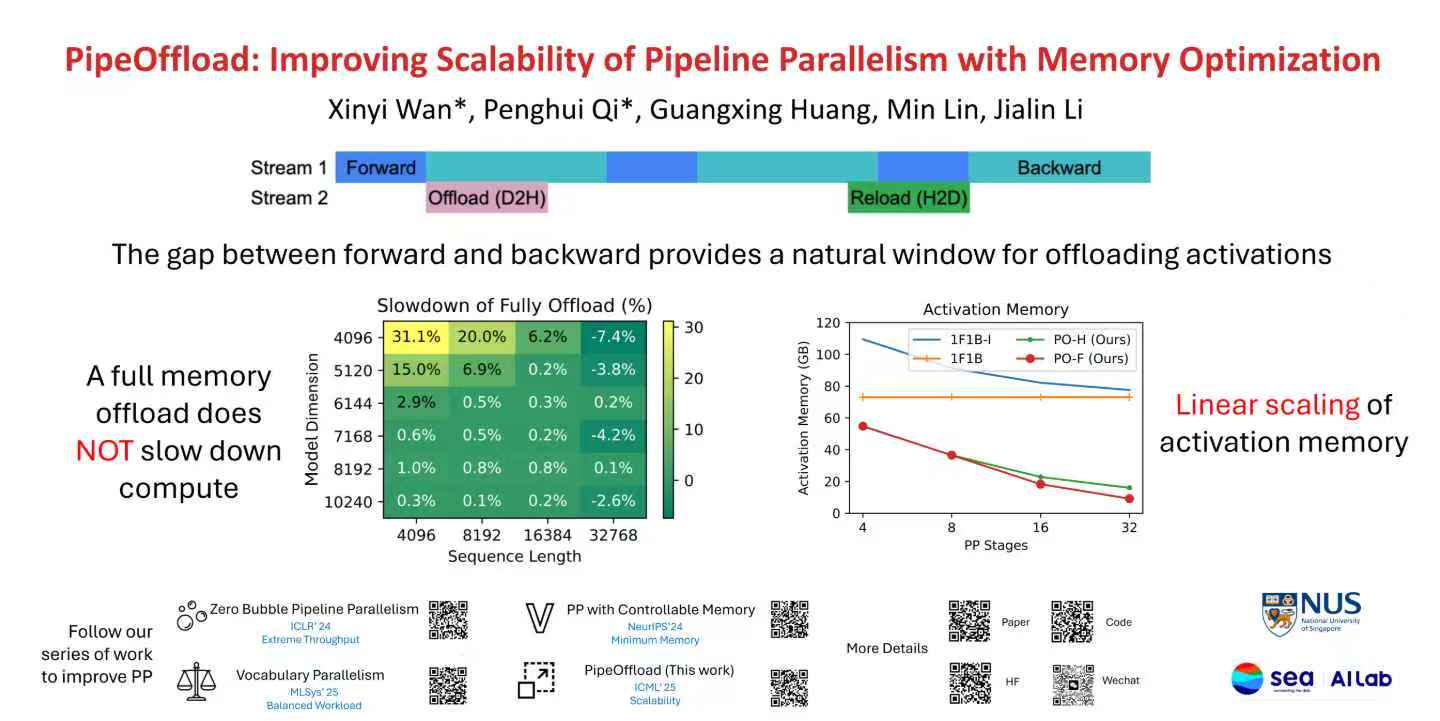 PipeOffload: Improving Scalability of Pipeline Parallelism with Memory Optimization
Xinyi Wan*, Penghui Qi*, Guangxing Huang, Min Lin, Jialin Li
Stream 1 Forward Backward
Stream 2 Offload (D2H) Reload (H2D)
The gap between forward and backward provides a natural window for offloading activations
A full memory
offload does
NOT slow down
compute
Slowdown of Fully Offload (%)
Model Dimension
4096 31.1% 20.0% 6.2% -7.4%
5120 15.0% 6.9% 0.2% -3.8%
6144 2.9% 0.5% 0.3% 0.2%
7168 0.6% 0.5% 0.2% -4.2%
8192 1.0% 0.8% 0.8% 0.1%
10240 0.3% 0.1% 0.2% -2.6%
4096 8192 16384 32768
Sequence Length
30
20
10
0
Activation Memory
Activation Memory (GB)
120
100
80
60
40
20
0
1F1B-I PO-H (Ours)
1F1B PO-F (Ours)
4 8 16 32
PP Stages
Linear scaling of
activation memory
Follow our
series of work
to improve PP
Zero Bubble Pipeline Parallelism
ICLR' 24
Extreme Throughput
Vocabulary Parallelism
MLSys' 25
Balanced Workload
PP with Controllable Memory
NeurIPS'24
Minimum Memory
PipeOffload (This work)
ICML' 25
Scalability
More Details
Paper
Code
HF
Wechat
NUS
National University
of Singapore
sea AI Lab
connecting the dots